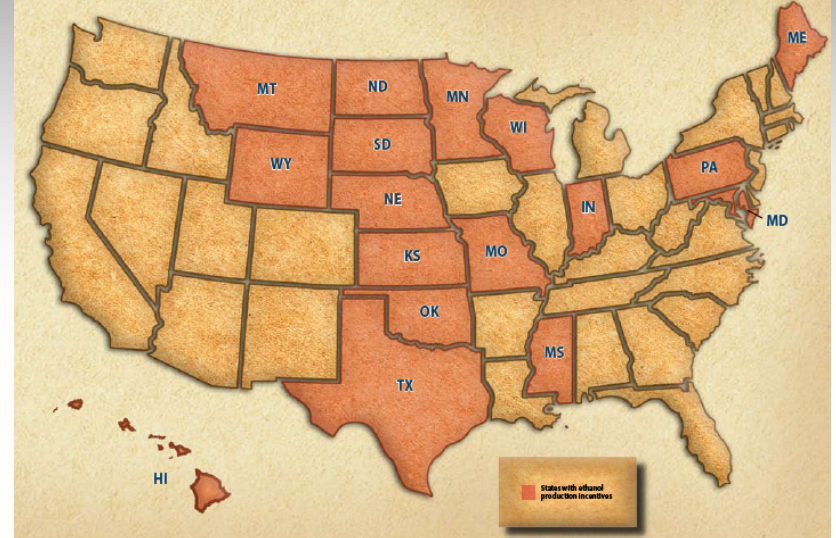 ME
MT
ND
MN
WI
SD
WY
PA
NE
IN
MD
KS
MO
OK
MS
TX
HI
States with ethanol
production incentives